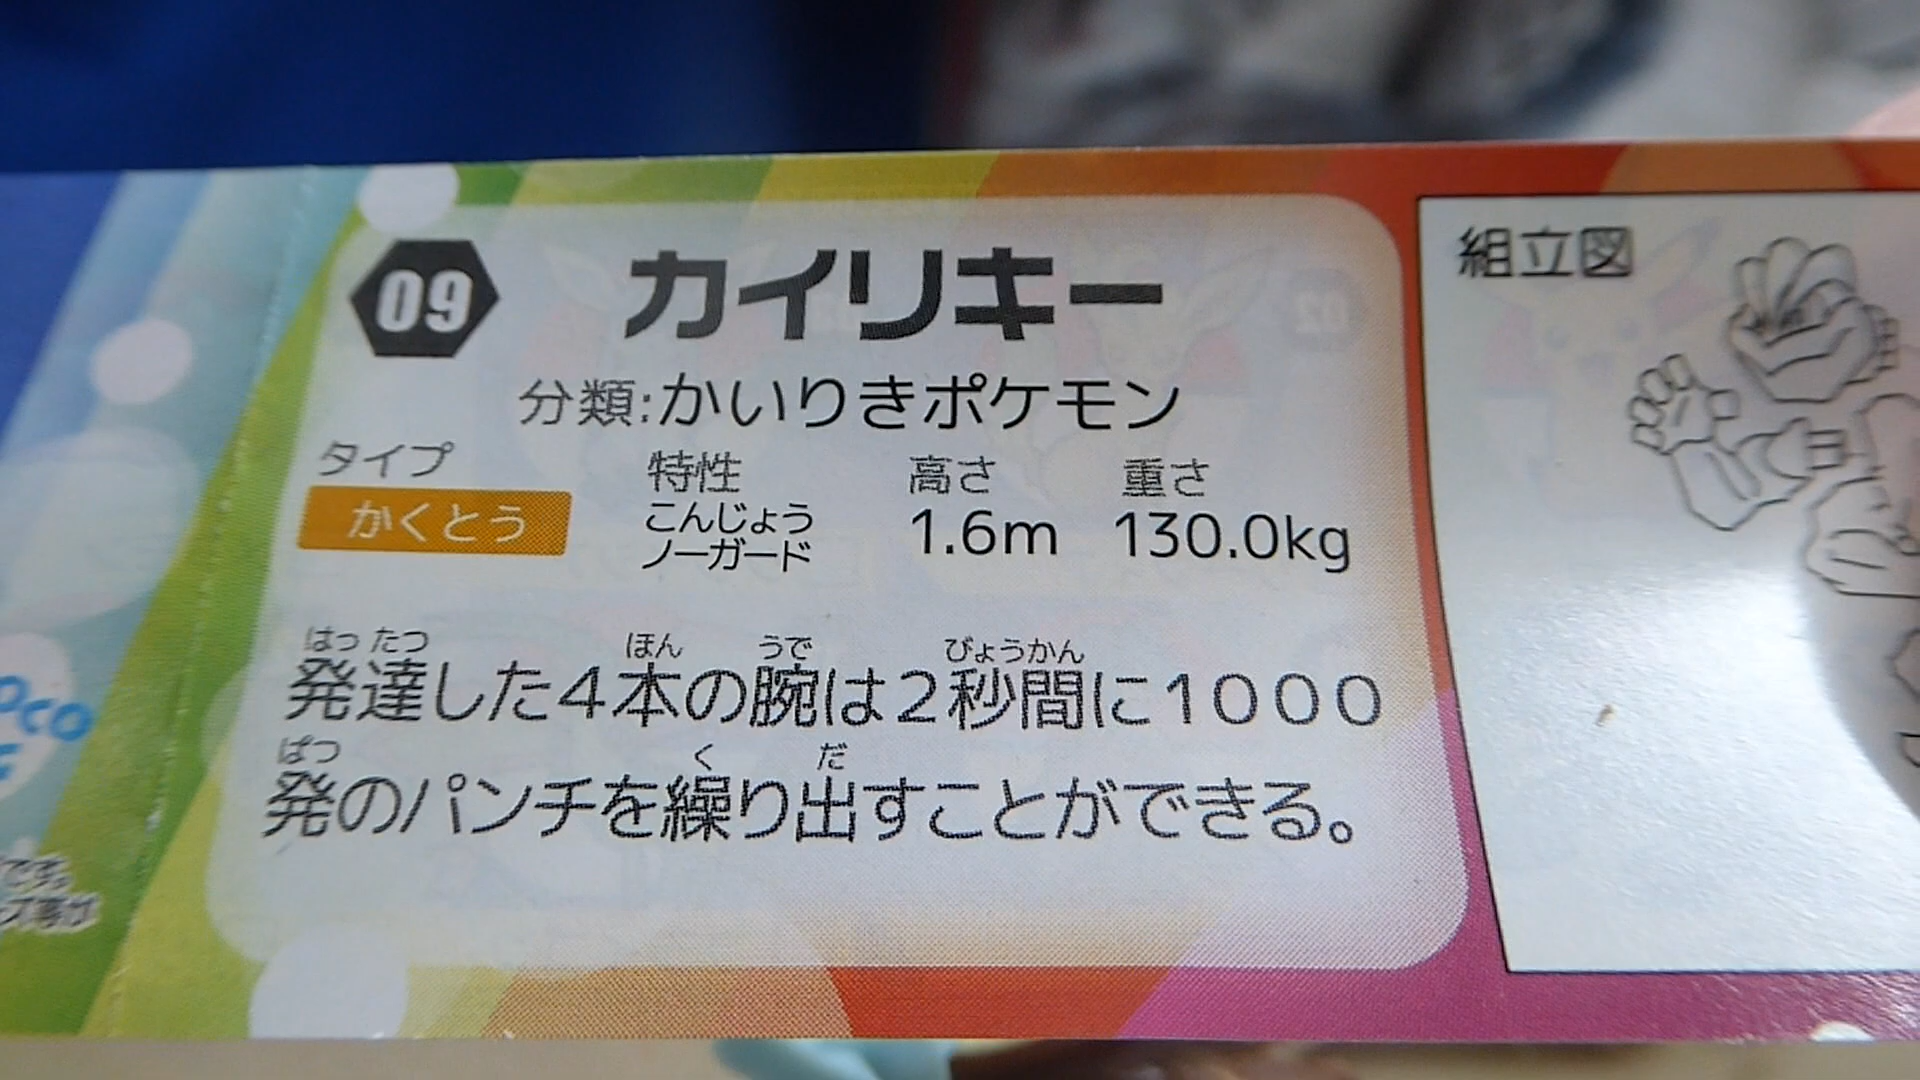 09
カイリキー
分類:かいりきポケモン
タイプ
かくとう
特性
こんじょう
ノーガード
高さ
1.6m
重さ
130.0kg
はったつ ほん うで びょうかん
発達した4本の腕は2秒間に1000
ぱつ く だ
発のパンチを繰り出すことができる。
組立図
です。